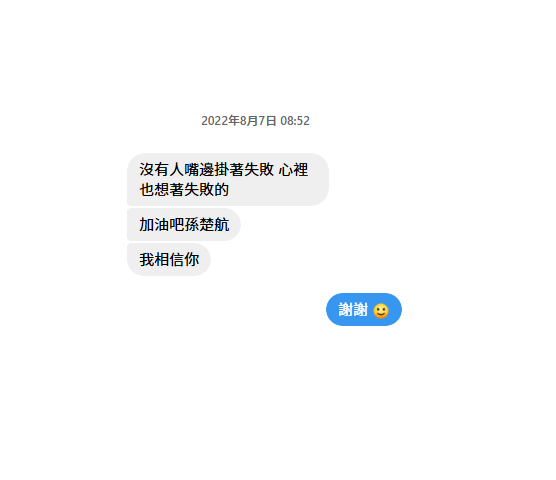 2022年8月7日 08:52
沒有人嘴邊掛著失敗 心裡
也想著失敗的
加油吧孫楚航
我相信你
謝謝 🙂